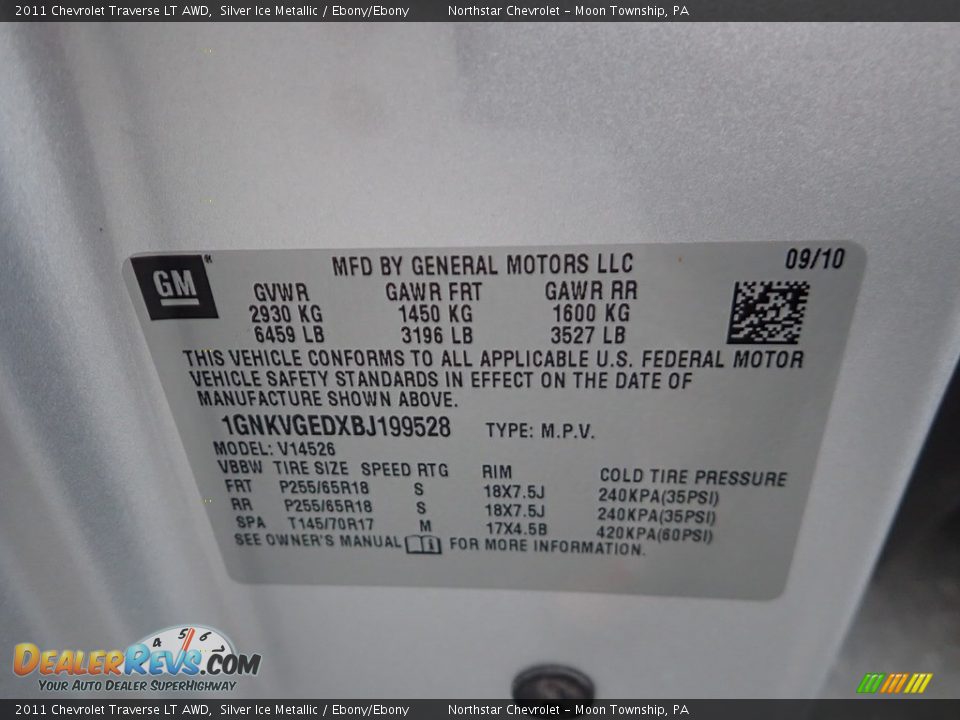 2011 Chevrolet Traverse LT AWD, Silver Ice Metallic / Ebony/Ebony Northstar Chevrolet – Moon Township, PA
GM MFD BY GENERAL MOTORS LLC 09/10
GVWR GAWR FRT GAWR RR
2930 KG 1450 KG 1600 KG
6459 LB 3196 LB 3527 LB
THIS VEHICLE CONFORMS TO ALL APPLICABLE U.S. FEDERAL MOTOR
VEHICLE SAFETY STANDARDS IN EFFECT ON THE DATE OF
MANUFACTURE SHOWN ABOVE.
1GNKVGEDXBJ199528 TYPE: M.P.V.
MODEL: V14526
VBBW TIRE SIZE SPEED RTG RIM COLD TIRE PRESSURE
FRT P255/65R18 S 18X7.5J 240KPA(35PSI)
RR P255/65R18 S 18X7.5J 240KPA(35PSI)
SPA T145/70R17 M 17X4.5B 420KPA(60PSI)
SEE OWNER'S MANUAL FOR MORE INFORMATION.
4 5 6
DEALERREVS.COM
YOUR AUTO DEALER SUPERHIGHWAY
2011 Chevrolet Traverse LT AWD, Silver Ice Metallic / Ebony/Ebony Northstar Chevrolet – Moon Township, PA